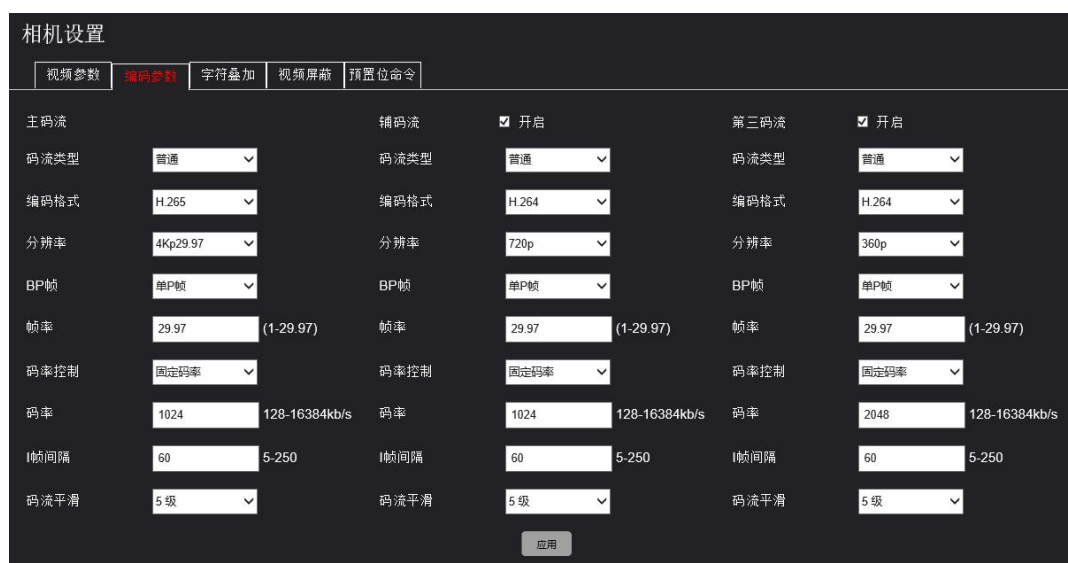 相机设置
视频参数 编码参数 字符叠加 视频屏蔽 预置位命令
主码流 辅码流 开启 第三码流 开启
码流类型 普通 码流类型 普通 码流类型 普通
编码格式 H.265 编码格式 H.264 编码格式 H.264
分辨率 4Kp29.97 分辨率 720p 分辨率 360p
BP帧 单P帧 BP帧 单P帧 BP帧 单P帧
帧率 29.97 (1-29.97) 帧率 29.97 (1-29.97) 帧率 29.97 (1-29.97)
码率控制 固定码率 码率控制 固定码率 码率控制 固定码率
码率 1024 128-16384kb/s 码率 1024 128-16384kb/s 码率 2048 128-16384kb/s
I帧间隔 60 5-250 I帧间隔 60 5-250 I帧间隔 60 5-250
码流平滑 5 级 码流平滑 5 级 码流平滑 5 级
应用